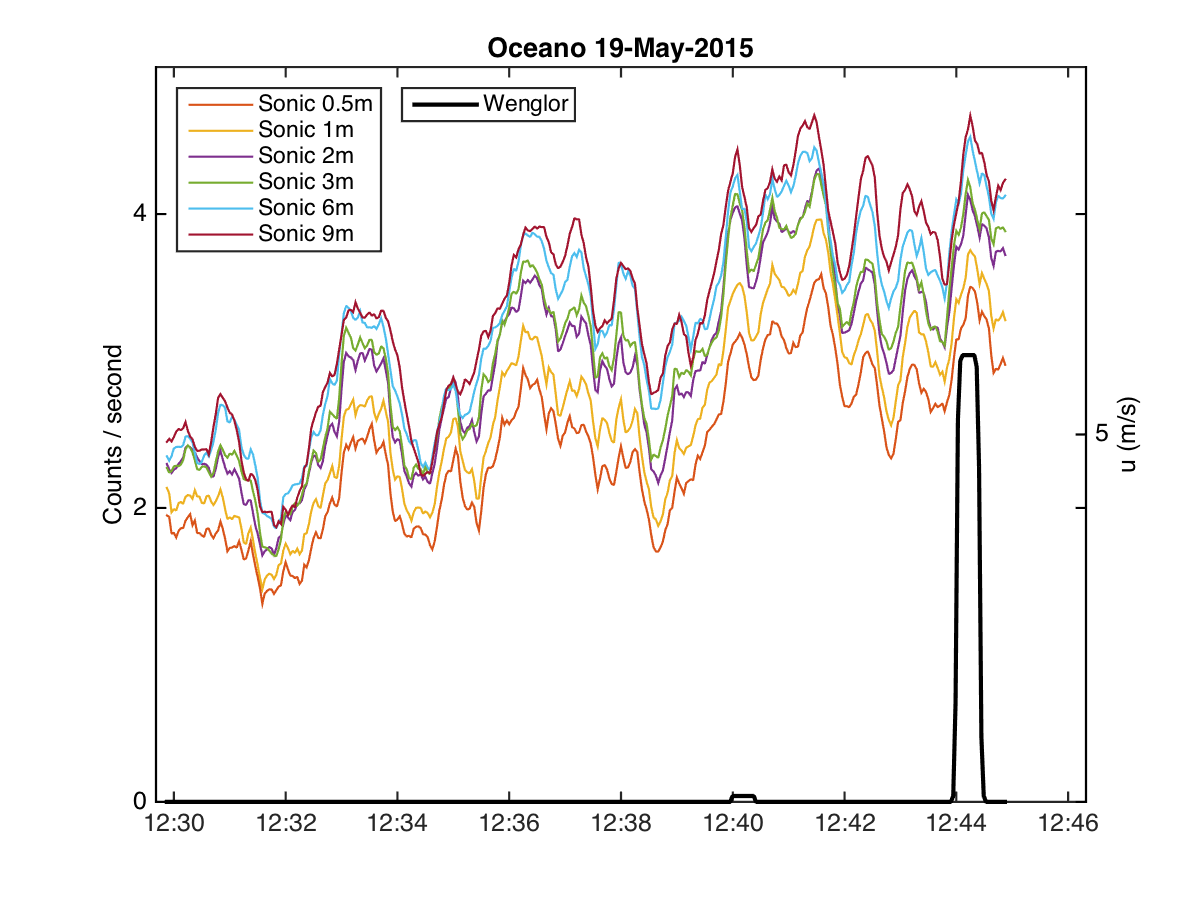 Oceano 19-May-2015
Sonic 0.5m
Sonic 1m
Sonic 2m
Sonic 3m
Sonic 6m
Sonic 9m
Wenglor
Counts / second
4
2
0
5
u (m/s)
12:30 12:32 12:34 12:36 12:38 12:40 12:42 12:44 12:46